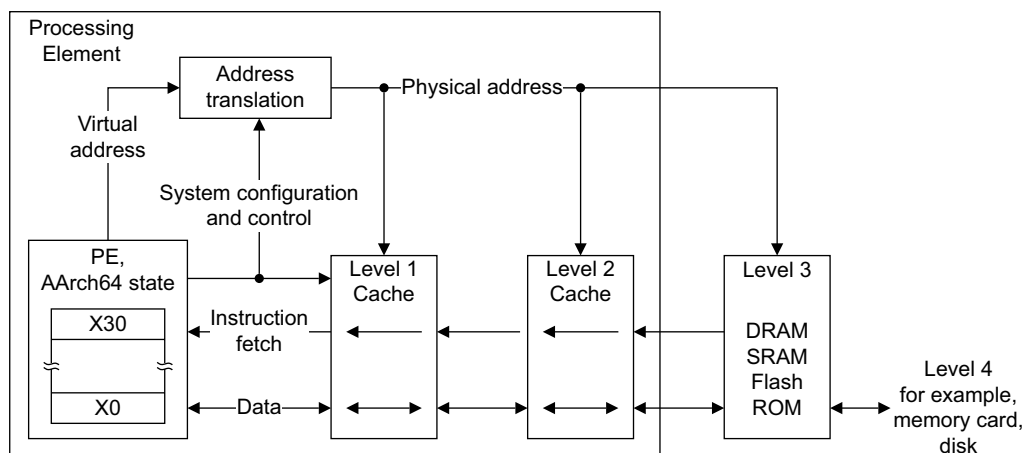 Processing
Element
Address
translation
Physical address
Virtual
address
System configuration
and control
PE,
AArch64 state
X30
X0
Instruction
fetch
Data
Level 1
Cache
Level 2
Cache
Level 3
DRAM
SRAM
Flash
ROM
Level 4
for example,
memory card,
disk